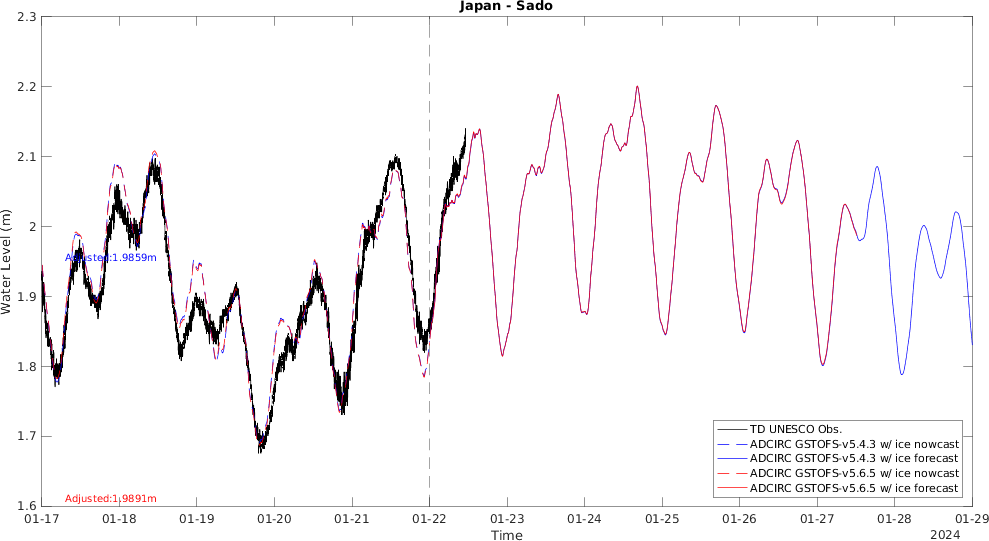 Japan - Sado
2.3
2.2
2.1
2
1.9
1.8
1.7
1.6
Water Level (m)
Adjusted:1.9859m
Adjusted:1.9891m
TD UNESCO Obs.
ADCIRC GSTOFS-v5.4.3 w/ ice nowcast
ADCIRC GSTOFS-v5.4.3 w/ ice forecast
ADCIRC GSTOFS-v5.6.5 w/ ice nowcast
ADCIRC GSTOFS-v5.6.5 w/ ice forecast
01-17 01-18 01-19 01-20 01-21 01-22 01-23 01-24 01-25 01-26 01-27 01-28 01-29
Time
2024